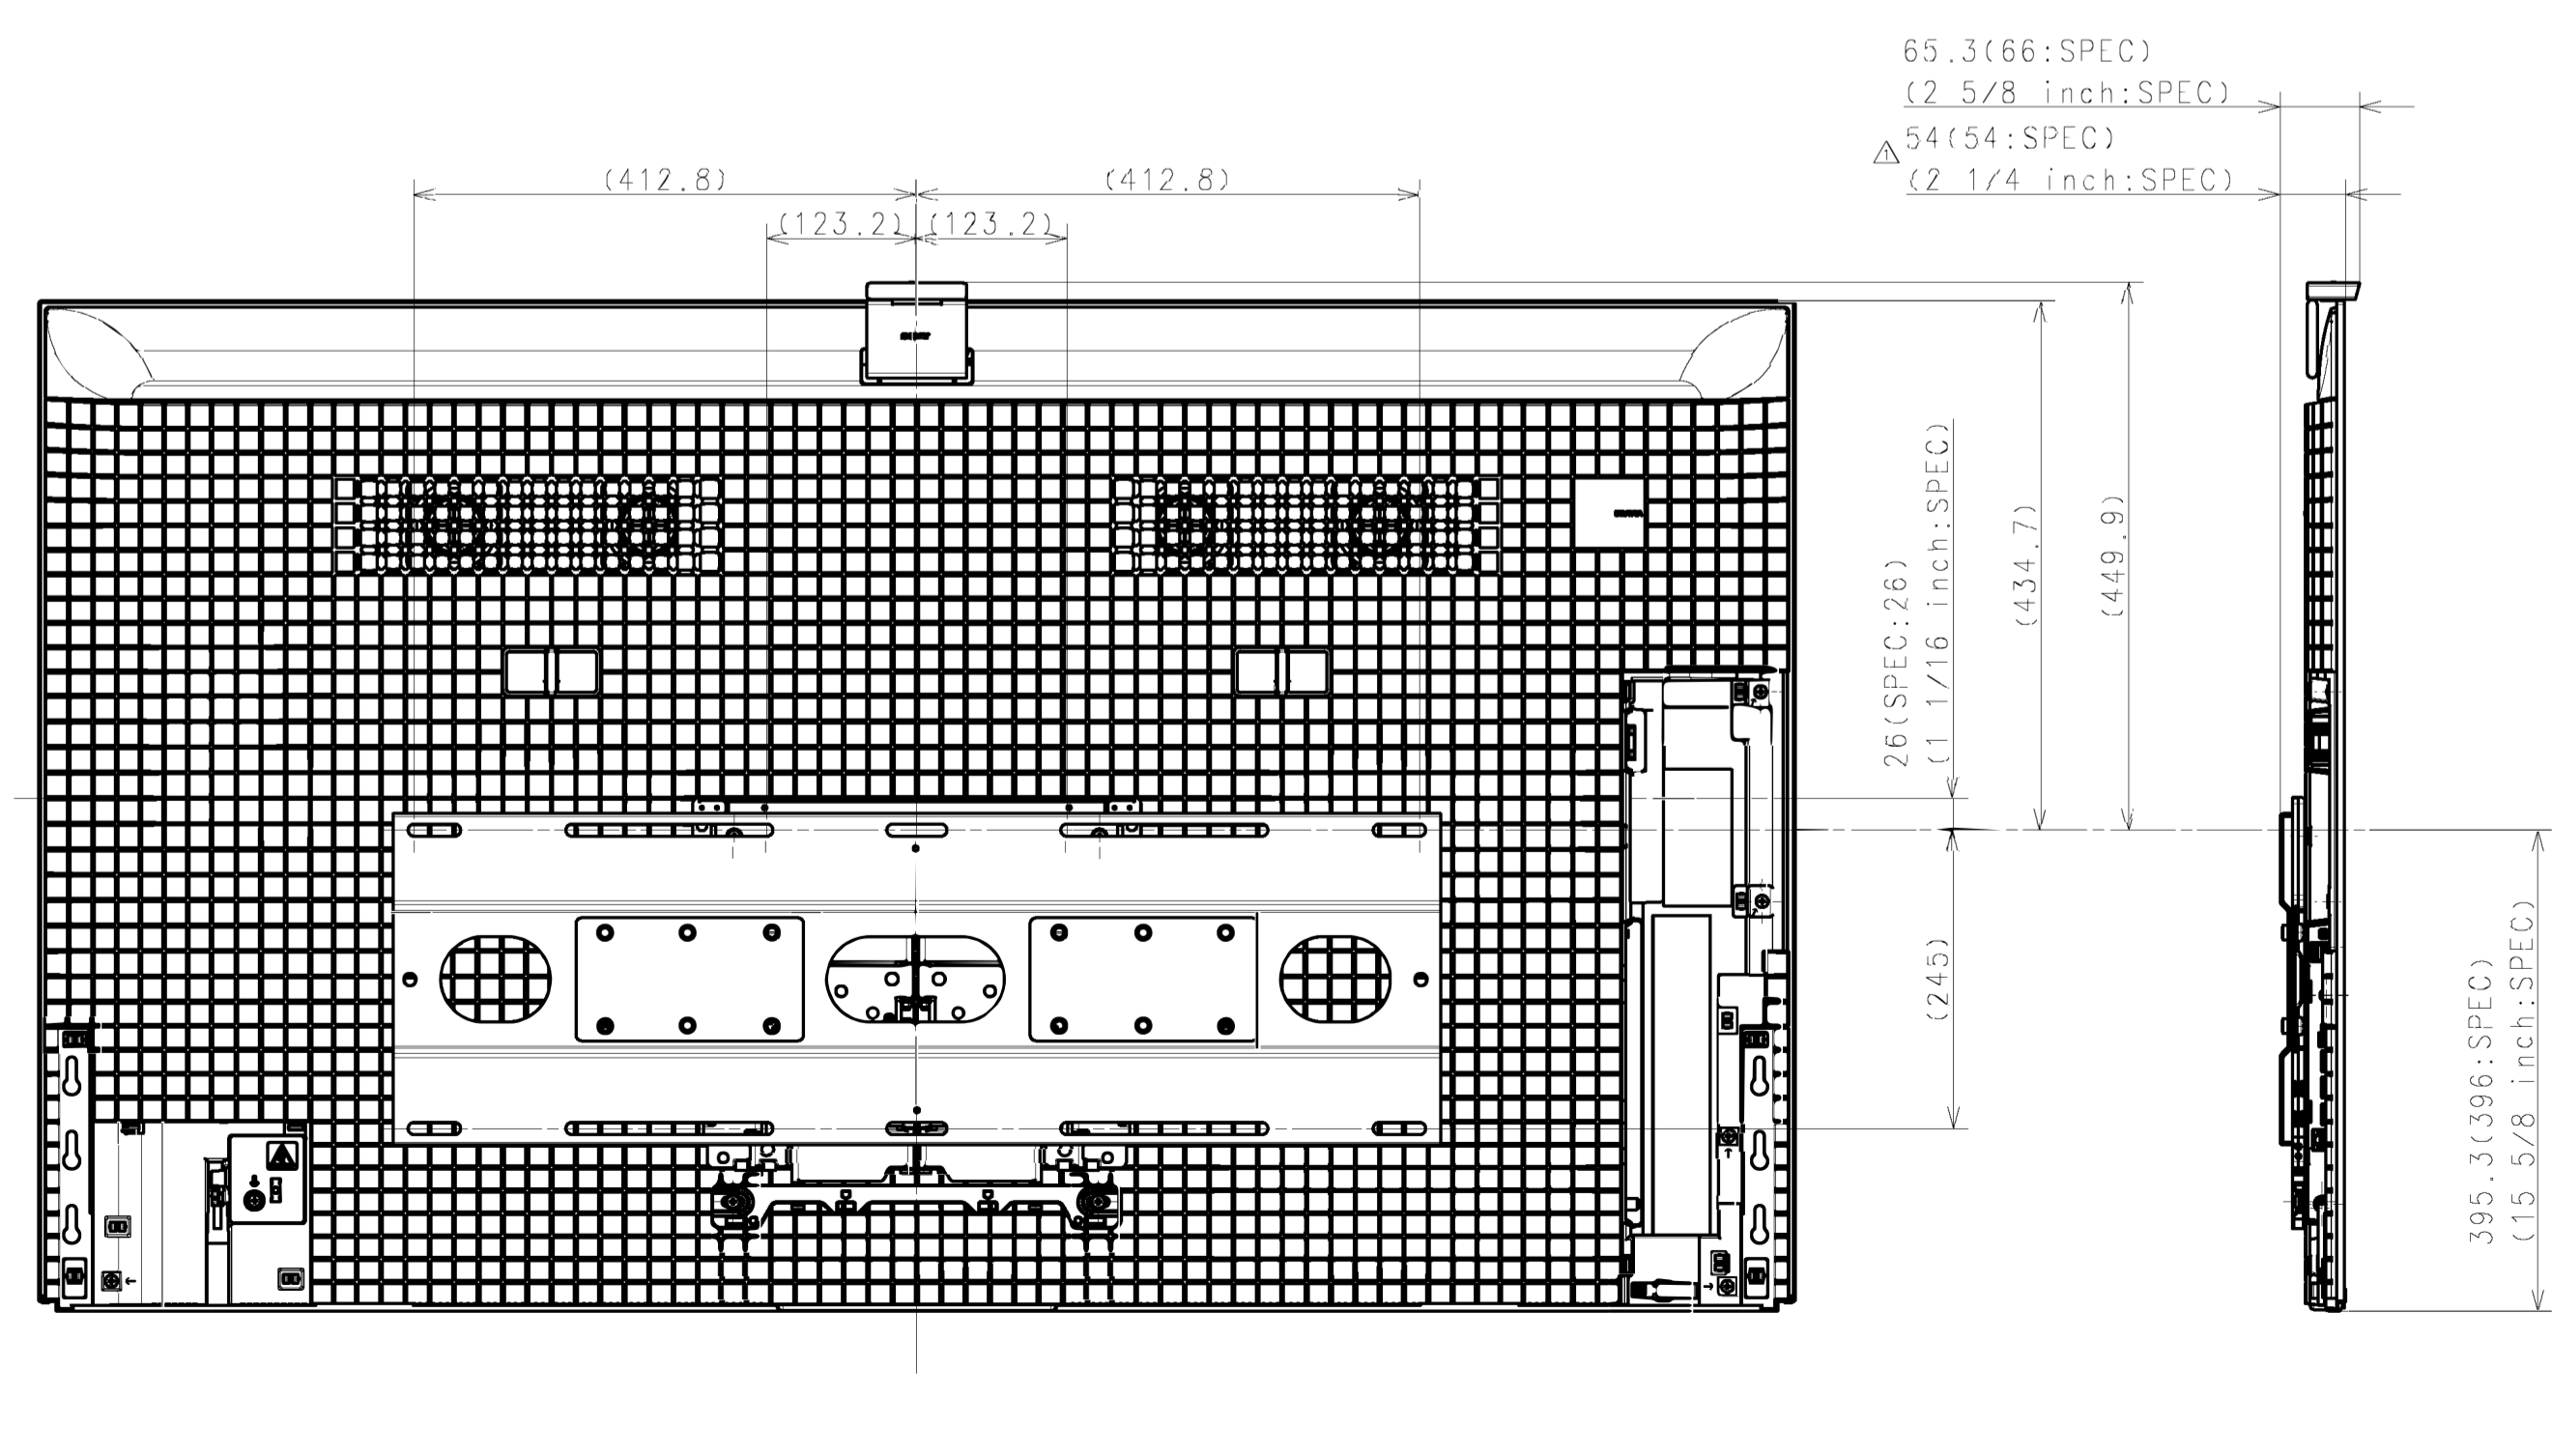 65.3(66:SPEC)
(2 5/8 inch:SPEC)
1
54(54:SPEC)
(2 1/4 inch:SPEC)
(412.8)
(412.8)
(123.2)
(123.2)
26(SPEC:26)
(1 1/16 inch:SPEC)
(434.7)
(449.9)
(245)
395.3(396:SPEC)
(15 5/8 inch:SPEC)